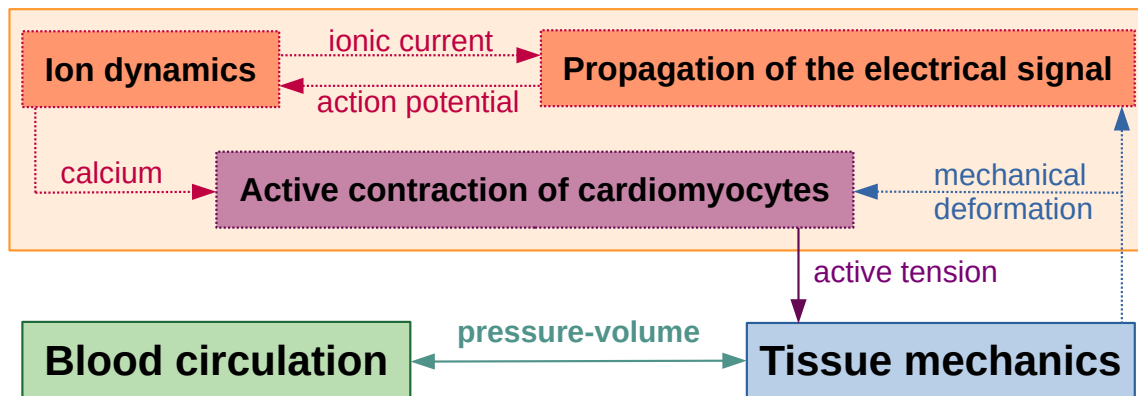 ionic current
Ion dynamics
Propagation of the electrical signal
action potential
calcium
Active contraction of cardiomyocytes
mechanical
deformation
active tension
pressure-volume
Blood circulation
Tissue mechanics